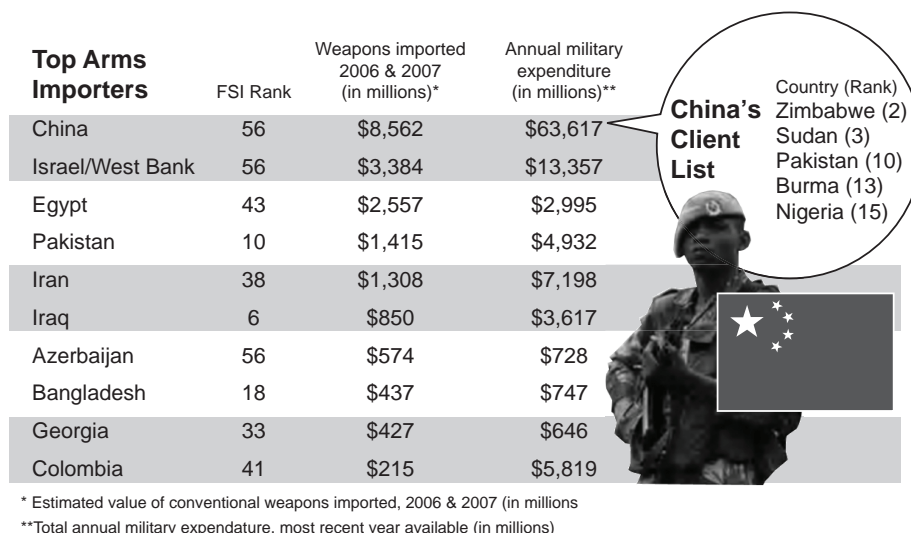 Top Arms Importers FSI Rank Weapons imported 2006 & 2007 (in millions)* Annual military expenditure (in millions)**
China 56 $8,562 $63,617
Israel/West Bank 56 $3,384 $13,357
Egypt 43 $2,557 $2,995
Pakistan 10 $1,415 $4,932
Iran 38 $1,308 $7,198
Iraq 6 $850 $3,617
Azerbaijan 56 $574 $728
Bangladesh 18 $437 $747
Georgia 33 $427 $646
Colombia 41 $215 $5,819
China's
Client
List
Country (Rank)
Zimbabwe (2)
Sudan (3)
Pakistan (10)
Burma (13)
Nigeria (15)
* Estimated value of conventional weapons imported, 2006 & 2007 (in millions
**Total annual military expendature, most recent year available (in millions)